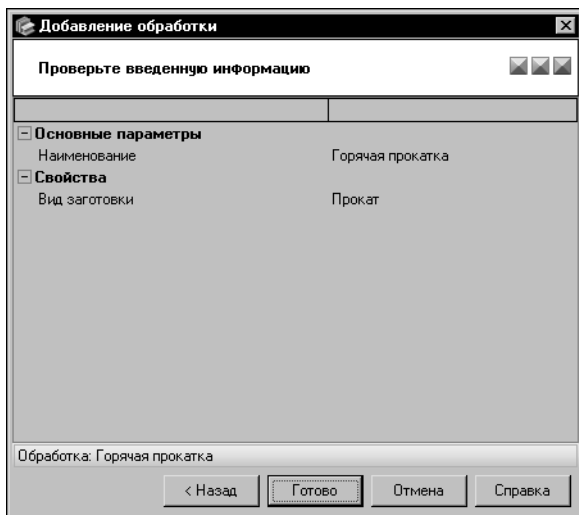 Добавление обработки
Проверьте введенную информацию
Основные параметры
Наименование Горячая прокатка
Свойства
Вид заготовки Прокат
Обработка: Горячая прокатка
< Назад Готово Отмена Справка